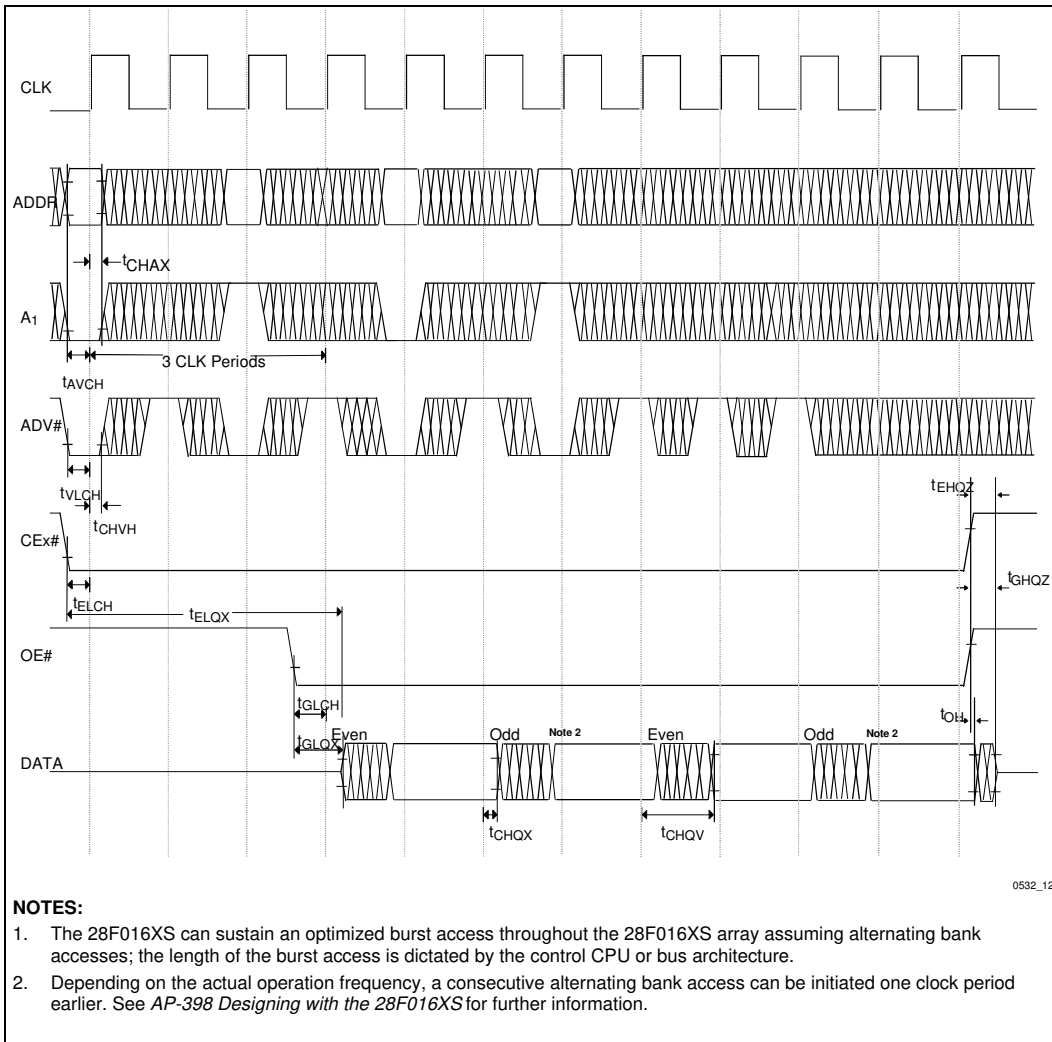 CLK
ADDR
tCHAX
A1
3 CLK Periods
tAVCH
ADV#
tVLCH
tEHQZ
tCHVH
CEx#
tELCH
tELQX
tGHQZ
OE#
tGLCH
tOH
tGLQX
Even
Odd
Note 2
Even
Odd
Note 2
DATA
tCHQX
tCHQV
0532_12
NOTES:
1. The 28F016XS can sustain an optimized burst access throughout the 28F016XS array assuming alternating bank
accesses; the length of the burst access is dictated by the control CPU or bus architecture.
2. Depending on the actual operation frequency, a consecutive alternating bank access can be initiated one clock period
earlier. See AP-398 Designing with the 28F016XS for further information.